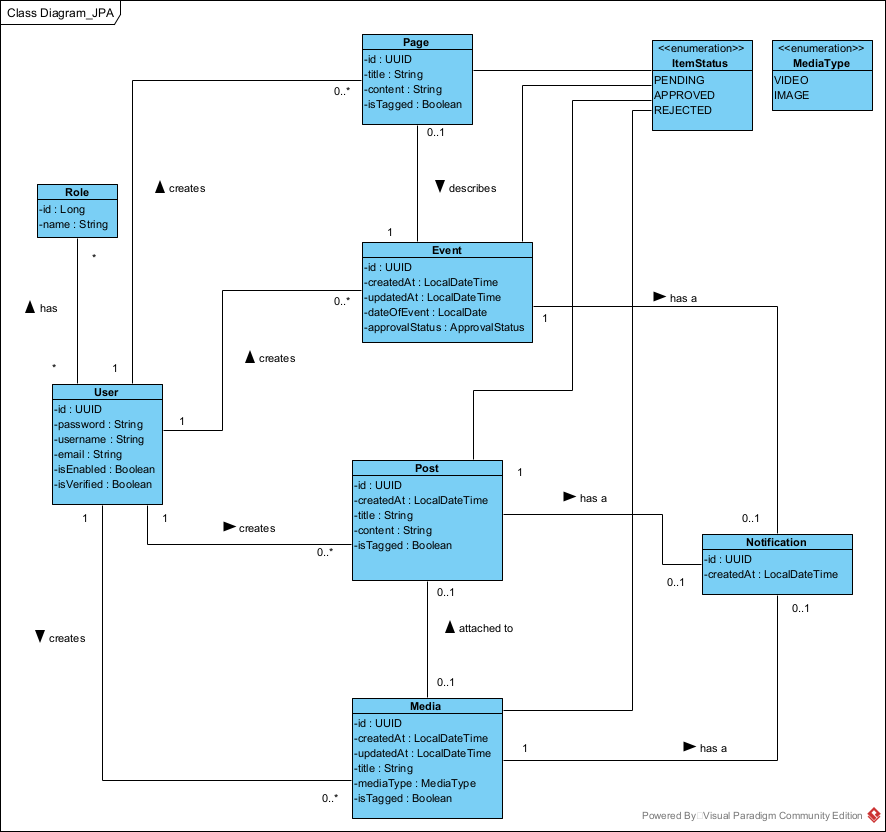 Class Diagram_JPA
Page
-id : UUID
-title : String
-content : String
-isTagged : Boolean
<<enumeration>>
ItemStatus
PENDING
APPROVED
REJECTED
<<enumeration>>
MediaType
VIDEO
IMAGE
0..*
0..1
creates
describes
Role
-id : Long
-name : String
*
1
Event
-id : UUID
-createdAt : LocalDateTime
-updatedAt : LocalDateTime
-dateOfEvent : LocalDate
-approvalStatus : ApprovalStatus
0..*
has a
1
has
creates
*
1
User
-id : UUID
-password : String
-username : String
-email : String
-isEnabled : Boolean
-isVerified : Boolean
1
Post
-id : UUID
-createdAt : LocalDateTime
-title : String
-content : String
-isTagged : Boolean
1
has a
1
1
creates
0..*
0..1
Notification
-id : UUID
-createdAt : LocalDateTime
0..1
0..1
0..1
attached to
creates
0..1
Media
-id : UUID
-createdAt : LocalDateTime
-updatedAt : LocalDateTime
-title : String
-mediaType : MediaType
-isTagged : Boolean
1
has a
0..*
Powered By Visual Paradigm Community Edition